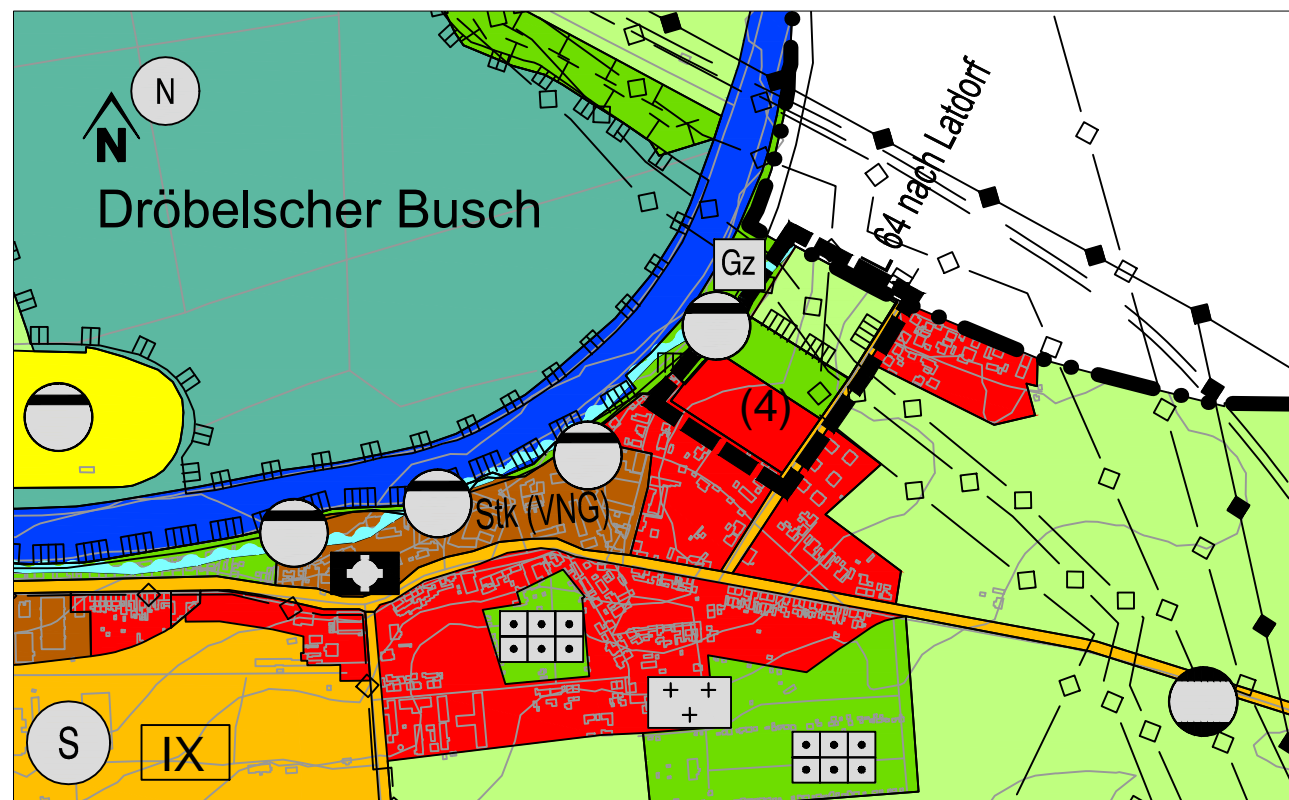 N
N
Dröbelscher Busch
L 64 nach Latdorf
Gz
(4)
Stk (VNG)
S
IX